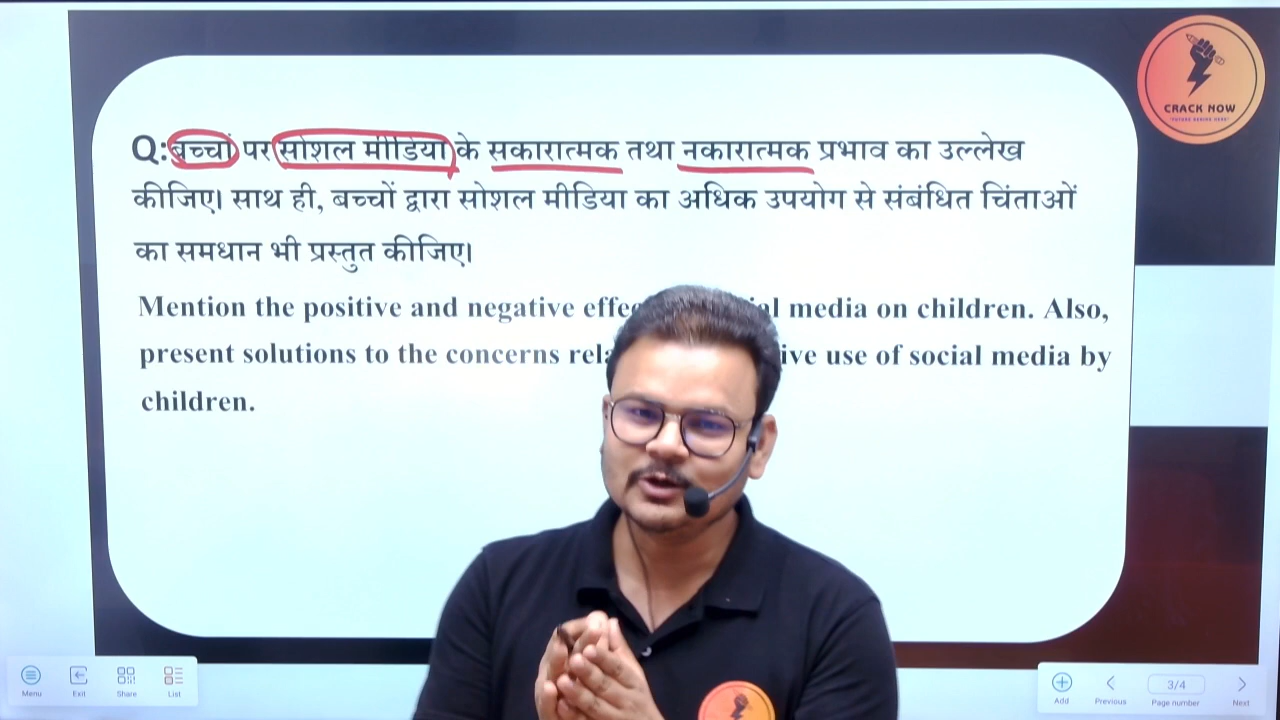 Q:बच्चों पर सोशल मीडिया के सकारात्मक तथा नकारात्मक प्रभाव का उल्लेख
कीजिए। साथ ही, बच्चों द्वारा सोशल मीडिया का अधिक उपयोग से संबंधित चिंताओं
का समधान भी प्रस्तुत कीजिए।
Mention the positive and negative media on children. Also,
present solutions to the concerns use of social media by
children.
CRACK NOW
Menu
Exit
Share
List
Add
Previous
3/4
Page number
Next